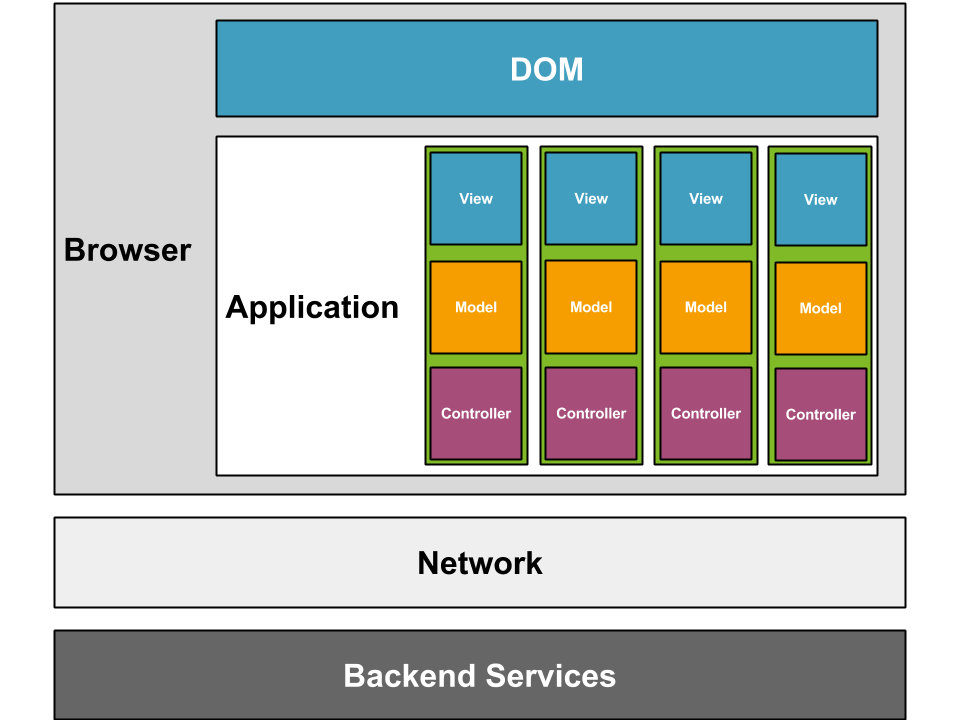 DOM
Browser
Application
View
View
View
View
Model
Model
Model
Model
Controller
Controller
Controller
Controller
Network
Backend Services